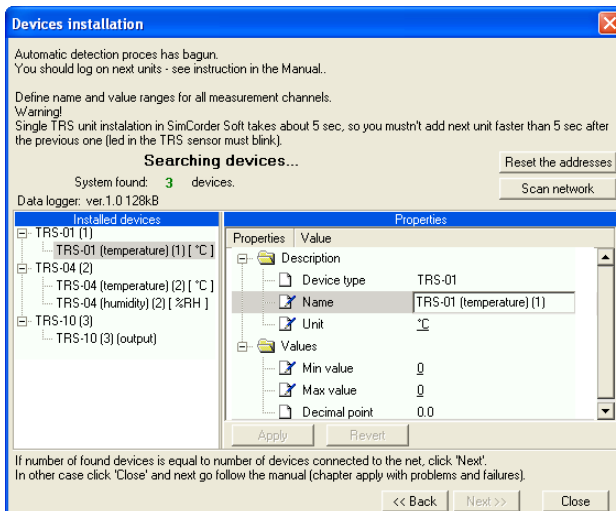 Devices installation
Automatic detection proces has bagun.
You should log on next units - see instruction in the Manual..
Define name and value ranges for all measurement channels.
Warning!
Single TRS unit instalation in SimCorder Soft takes about 5 sec, so you mustn't add next unit faster than 5 sec after
the previous one (led in the TRS sensor must blink).
Searching devices...
Reset the addresses
System found: 3 devices.
Scan network
Data logger: ver.1.0 128kB
Installed devices
Properties
TRS-01 (1)
TRS-01 (temperature) (1) [ °C ]
TRS-04 (2)
TRS-04 (temperature) (2) [ °C ]
TRS-04 (humidity) (2) [ %RH ]
TRS-10 (3)
TRS-10 (3) (output)
Properties Value
Description
Device type TRS-01
Name TRS-01 (temperature) (1)
Unit °C
Values
Min value 0
Max value 0
Decimal point 0.0
Apply Revert
If number of found devices is equal to number of devices connected to the net, click 'Next'.
In other case click 'Close' and next go follow the manual (chapter apply with problems and failures).
<< Back Next >> Close